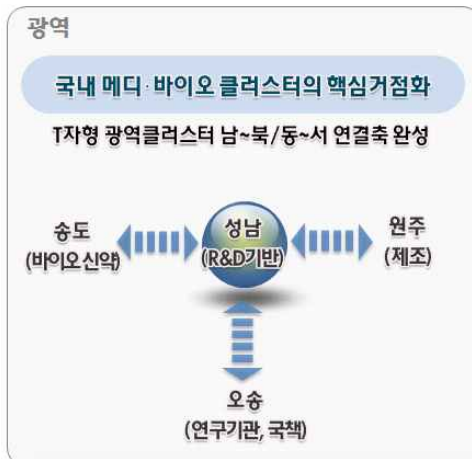 광역
국내 메디·바이오 클러스터의 핵심거점화
T자형 광역클러스터 남~북/동~서 연결축 완성
송도
(바이오신약)
성남
(R&D기반)
원주
(제조)
오송
(연구기관, 국책)